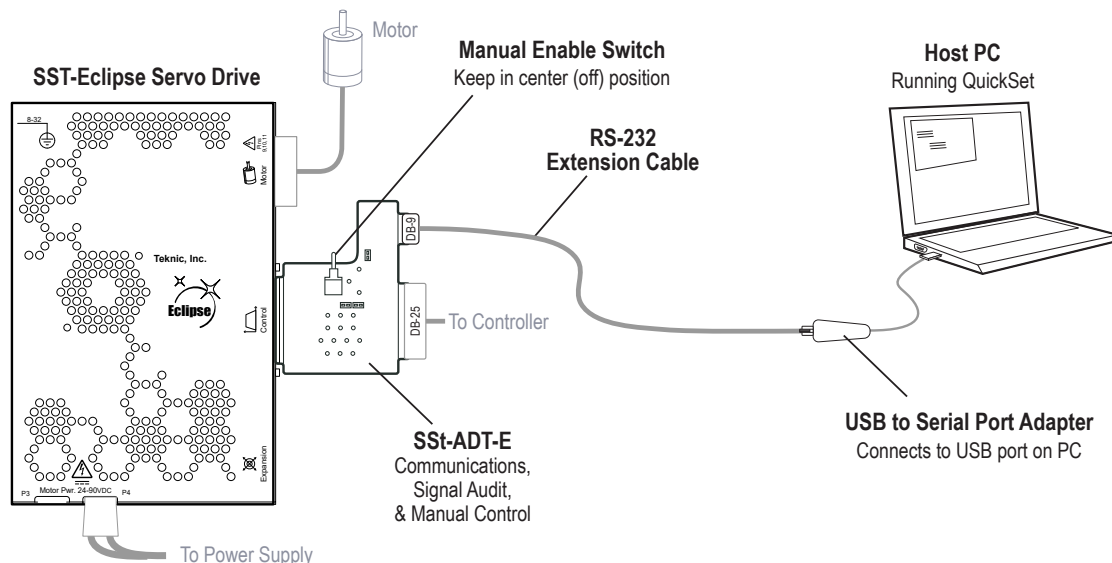 Motor
Manual Enable Switch
Keep in center (off) position
Host PC
Running QuickSet
SST-Eclipse Servo Drive
RS-232
Extension Cable
8-32
Motor
DB-9
Teknic, Inc.
Eclipse
Control
DB-25
To Controller
USB to Serial Port Adapter
Connects to USB port on PC
SSt-ADT-E
Communications,
Signal Audit,
& Manual Control
Expansion
P3
Motor Pwr. 24-90VDC
P4
To Power Supply